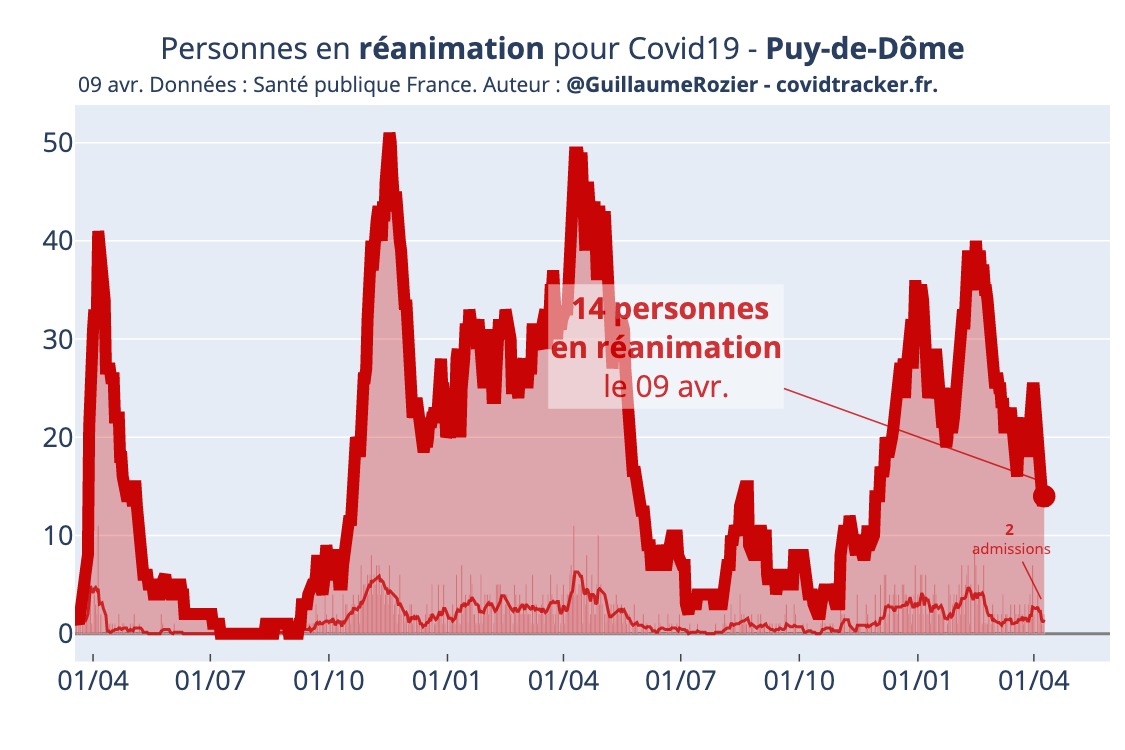 Personnes en réanimation pour Covid19 - Puy-de-Dôme
09 avr. Données : Santé publique France. Auteur : @GuillaumeRozier - covidtracker.fr.
50
40
30
20
10
0
14 personnes
en réanimation
le 09 avr.
2
admissions
01/04
01/07
01/10
01/01
01/04
01/07
01/10
01/01
01/04